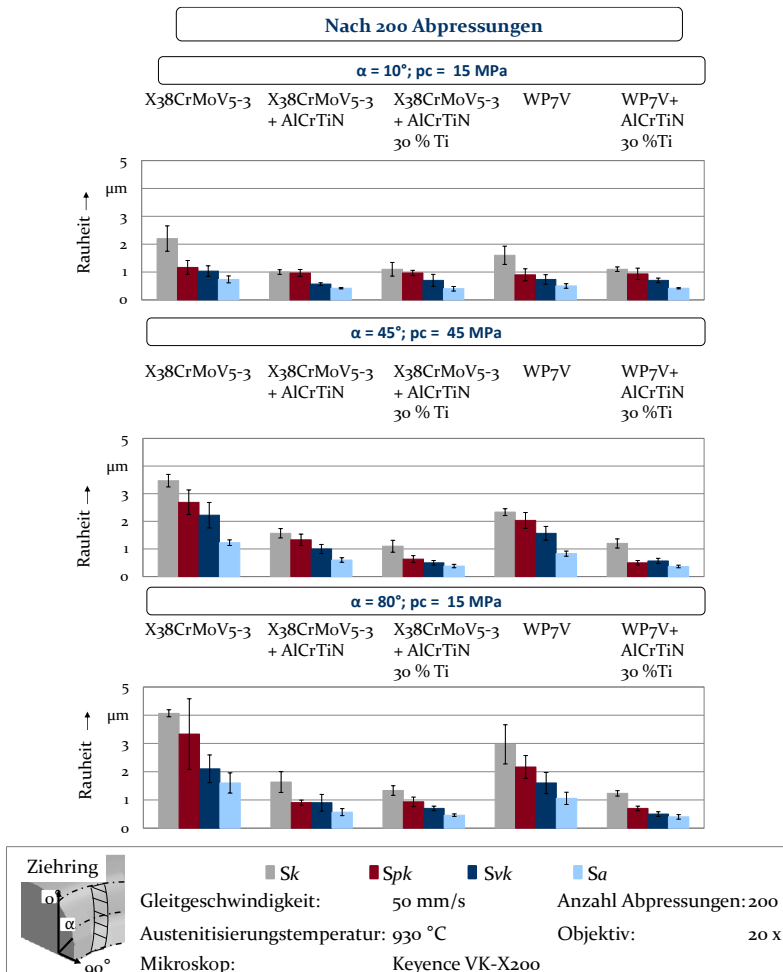 Nach 200 Abpressungen
α = 10°; pc = 15 MPa
X38CrMoV5-3
X38CrMoV5-3
+ AlCrTiN
X38CrMoV5-3
+ AlCrTiN
30 % Ti
WP7V
WP7V+
AlCrTiN
30 %Ti
Rauheit →
5
µm
3
2
1
0
α = 45°; pc = 45 MPa
X38CrMoV5-3
X38CrMoV5-3
+ AlCrTiN
X38CrMoV5-3
+ AlCrTiN
30 % Ti
WP7V
WP7V+
AlCrTiN
30 %Ti
Rauheit →
5
µm
3
2
1
0
α = 80°; pc = 15 MPa
X38CrMoV5-3
X38CrMoV5-3
+ AlCrTiN
X38CrMoV5-3
+ AlCrTiN
30 % Ti
WP7V
WP7V+
AlCrTiN
30 %Ti
Rauheit →
5
µm
3
2
1
0
Ziehring
0°
α
90°
Sk Spk Svk Sa
Gleitgeschwindigkeit: 50 mm/s Anzahl Abpressungen: 200
Austenitisierungstemperatur: 930 °C Objektiv: 20 x
Mikroskop: Keyence VK-X200